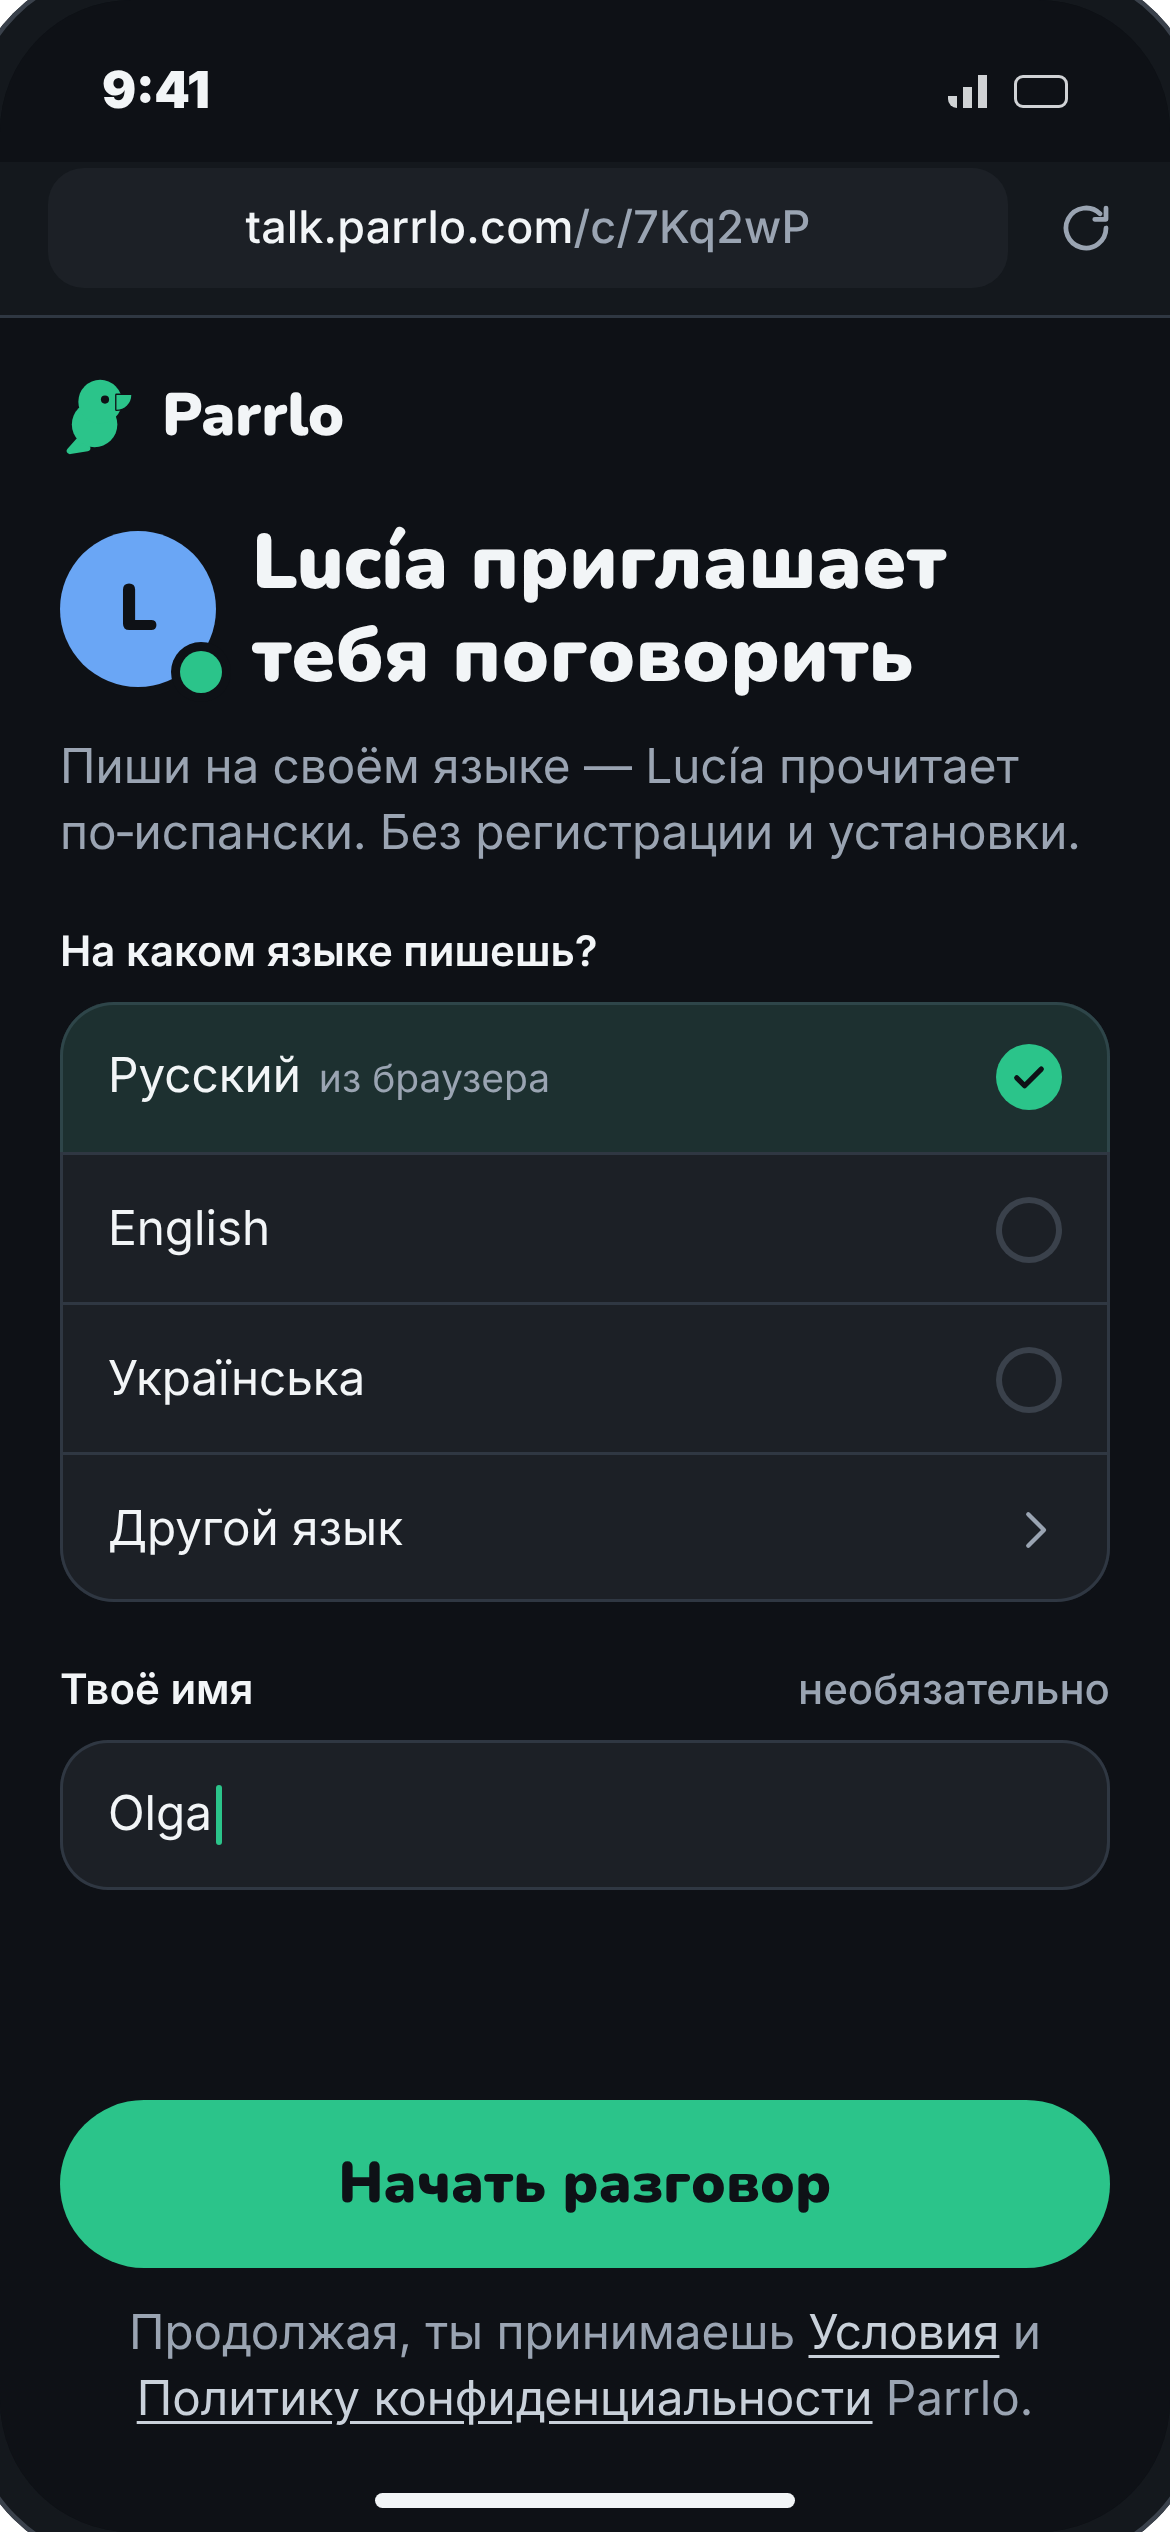 9:41
talk.parrlo.com/c/7Kq2wP
Parrlo
L
Lucía приглашает
тебя поговорить
Пиши на своём языке — Lucía прочитает
по-испански. Без регистрации и установки.
На каком языке пишешь?
Русский из браузера
English
Українська
Другой язык
Твоё имя необязательно
Olga
Начать разговор
Продолжая, ты принимаешь Условия и
Политику конфиденциальности Parrlo.